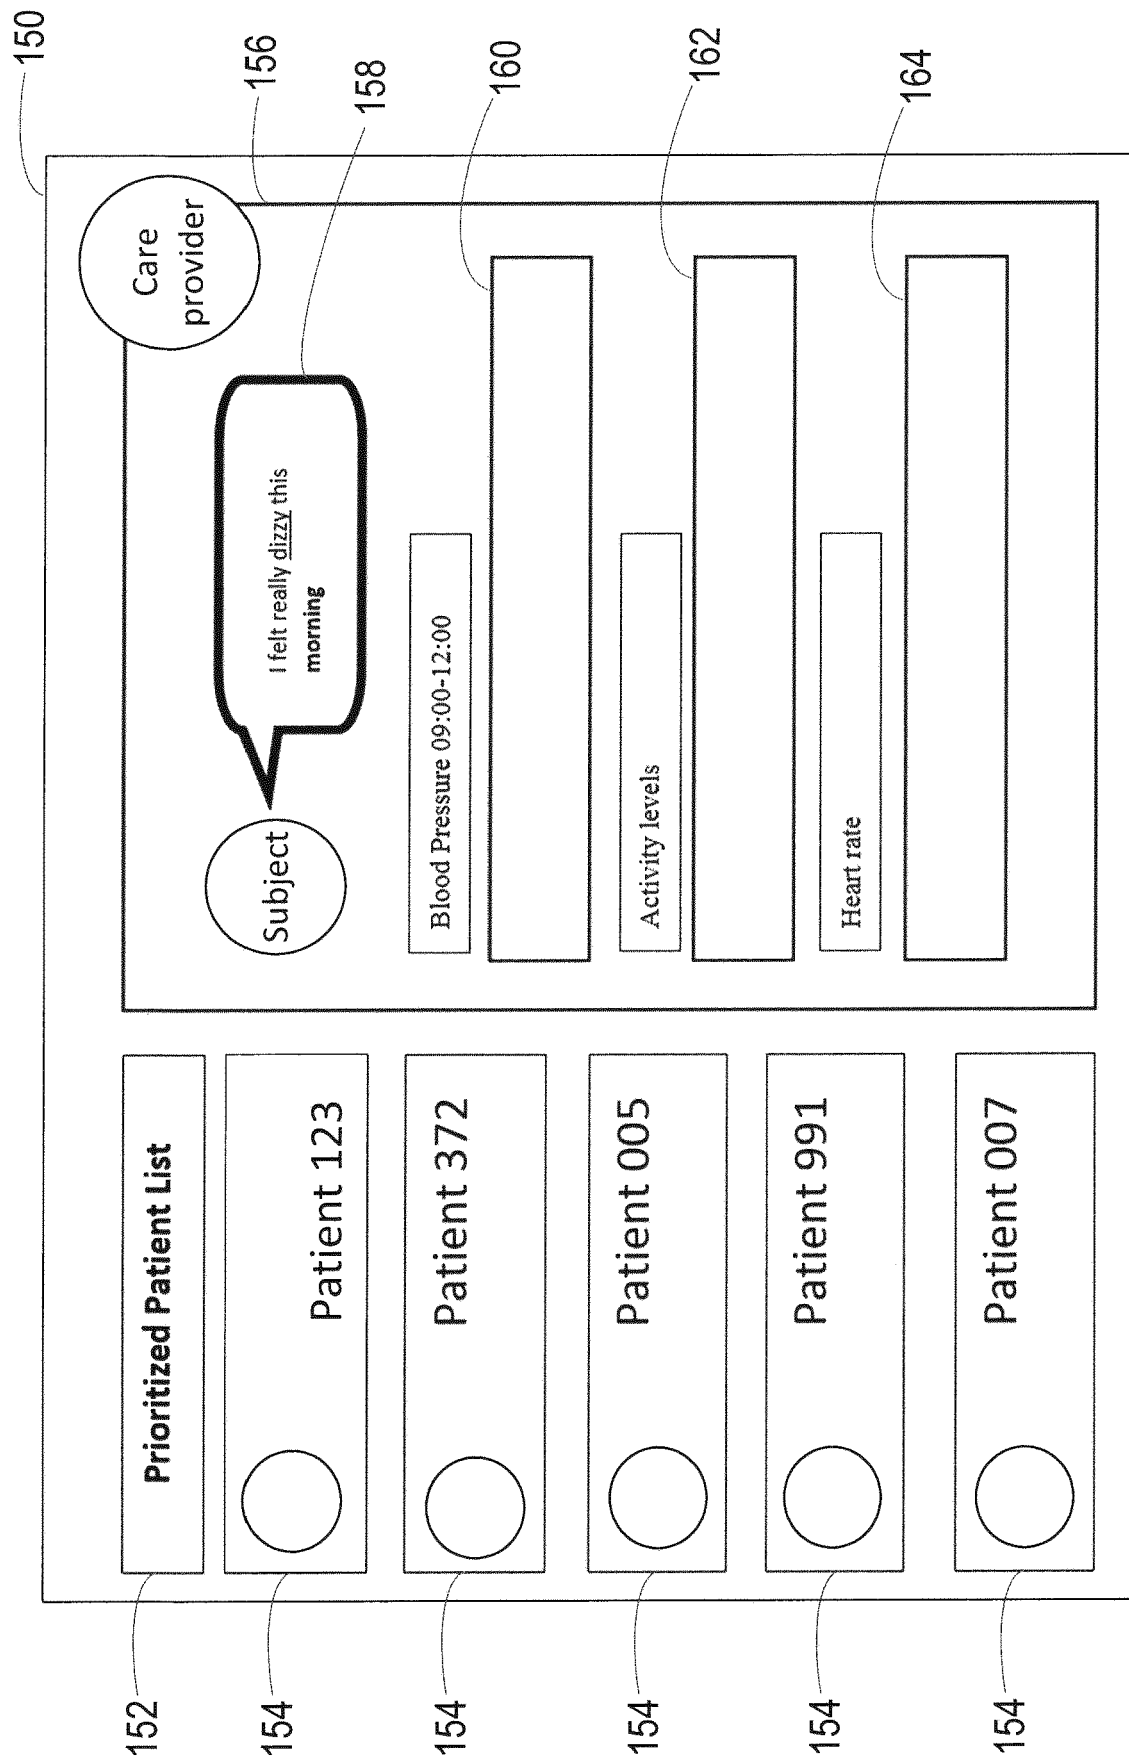 150
156
158
160
162
164
Care
provider
I felt really dizzy this
morning
Subject
Blood Pressure 09:00-12:00
Activity levels
Heart rate
Prioritized Patient List
Patient 123
Patient 372
Patient 005
Patient 991
Patient 007
152
154
154
154
154
154